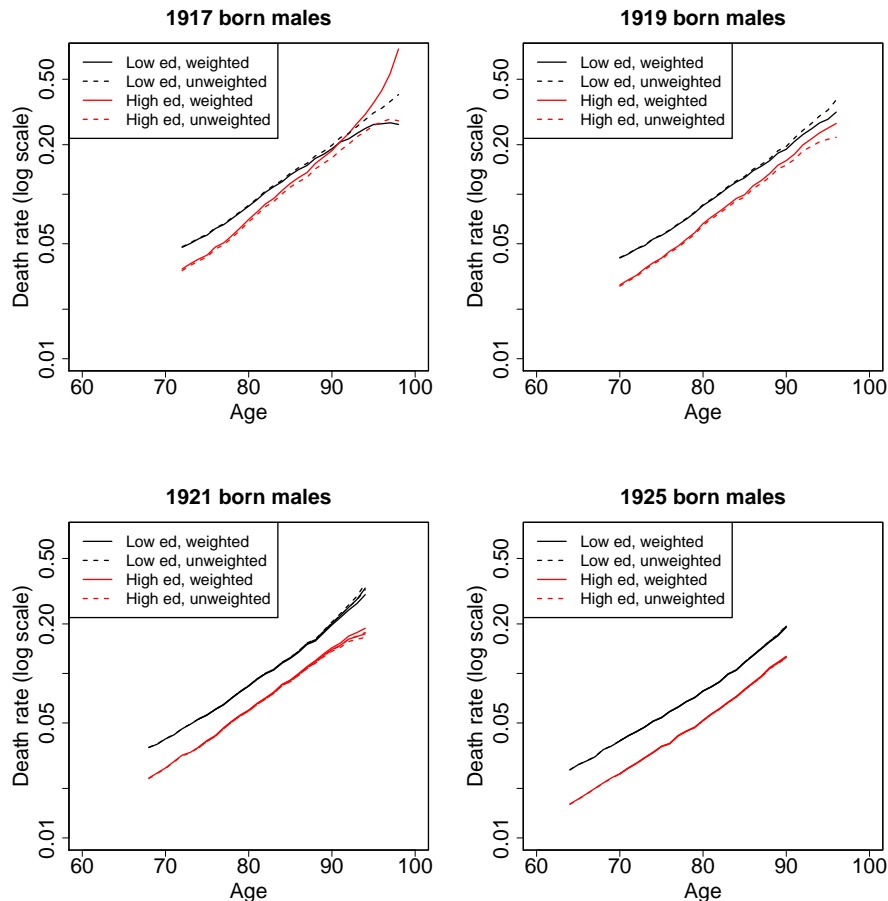 1917 born males
Low ed, weighted
Low ed, unweighted
High ed, weighted
High ed, unweighted
0.50
0.20
0.05
0.01
Death rate (log scale)
60 70 80 90 100
Age
1919 born males
Low ed, weighted
Low ed, unweighted
High ed, weighted
High ed, unweighted
0.50
0.20
0.05
0.01
Death rate (log scale)
60 70 80 90 100
Age
1921 born males
Low ed, weighted
Low ed, unweighted
High ed, weighted
High ed, unweighted
0.50
0.20
0.05
0.01
Death rate (log scale)
60 70 80 90 100
Age
1925 born males
Low ed, weighted
Low ed, unweighted
High ed, weighted
High ed, unweighted
0.50
0.20
0.05
0.01
Death rate (log scale)
60 70 80 90 100
Age